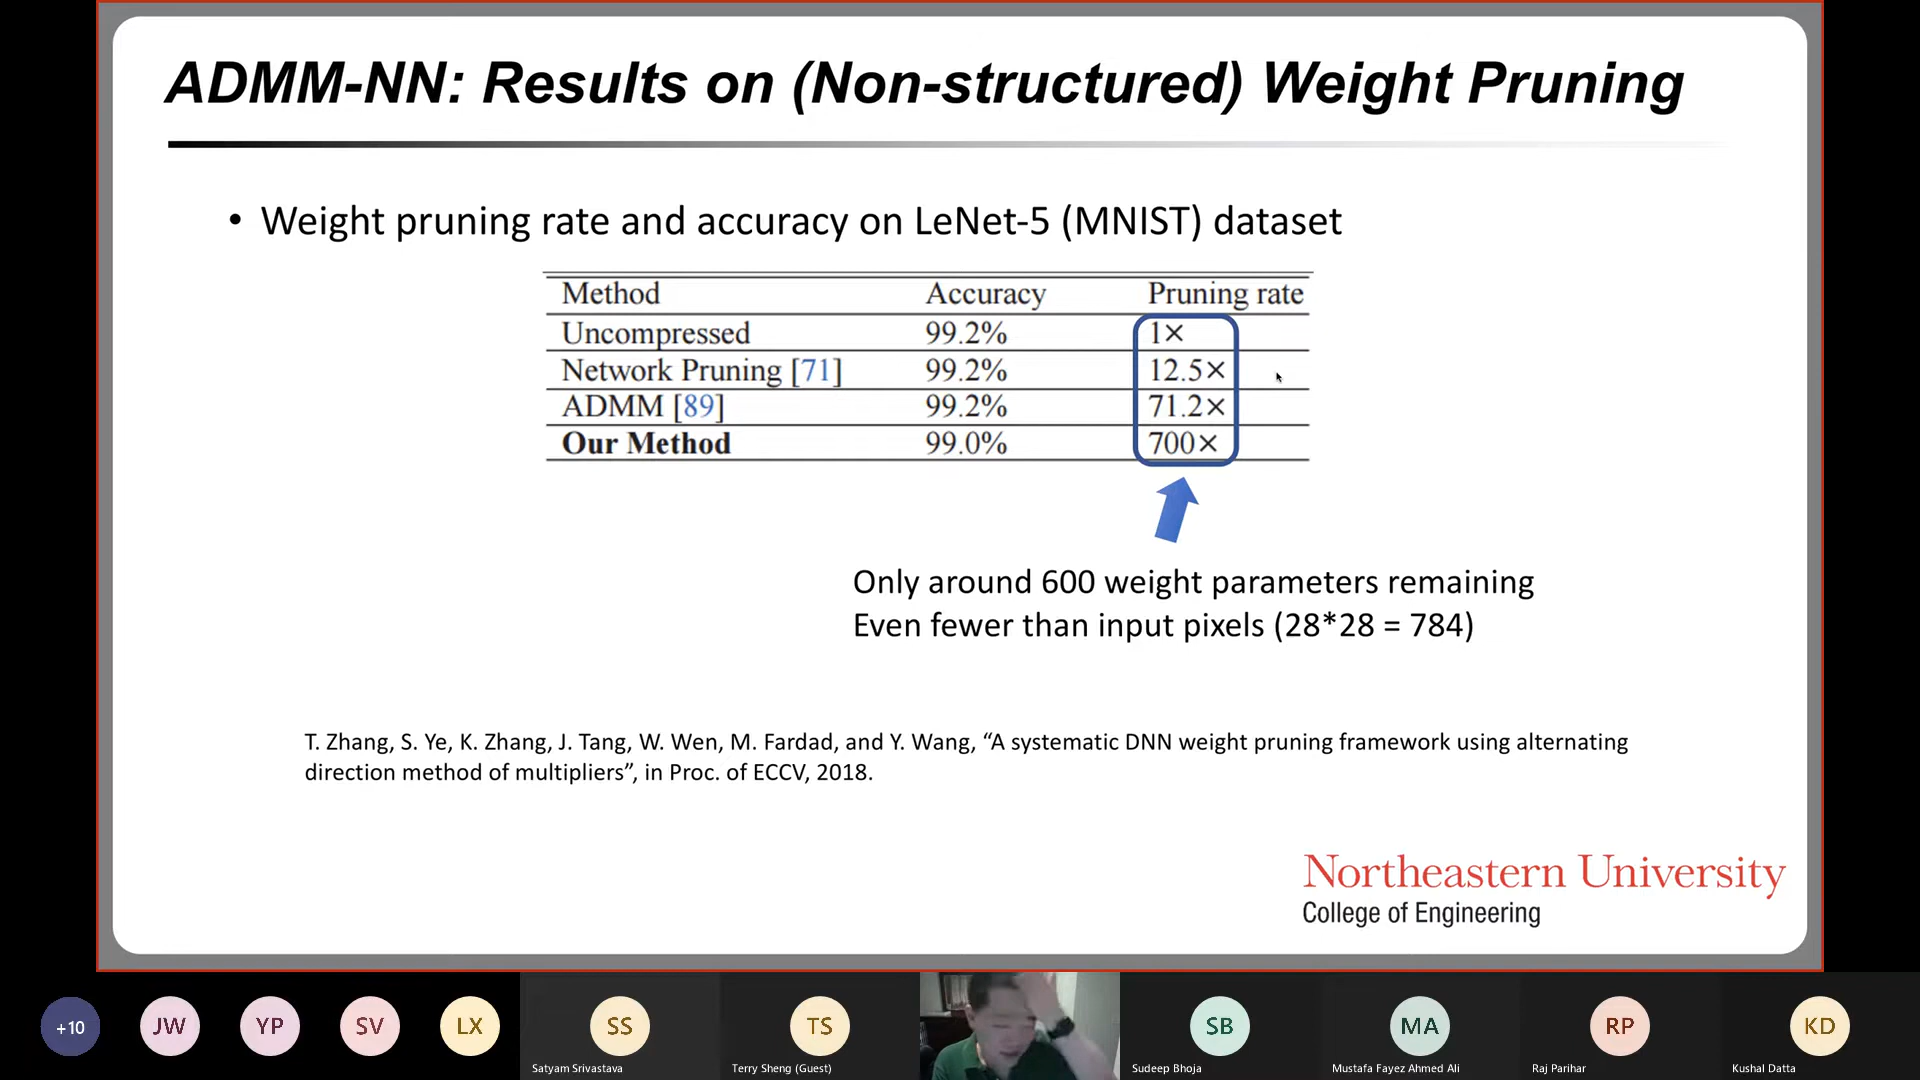 ADMM-NN: Results on (Non-structured) Weight Pruning
• Weight pruning rate and accuracy on LeNet-5 (MNIST) dataset
Method Accuracy Pruning rate
Uncompressed 99.2% 1×
Network Pruning [71] 99.2% 12.5×
ADMM [89] 99.2% 71.2×
Our Method 99.0% 700×
Only around 600 weight parameters remaining
Even fewer than input pixels (28*28 = 784)
T. Zhang, S. Ye, K. Zhang, J. Tang, W. Wen, M. Fardad, and Y. Wang, “A systematic DNN weight pruning framework using alternating
direction method of multipliers”, in Proc. of ECCV, 2018.
Northeastern University
College of Engineering
+10 JW YP SV LX SS TS SB MA RP KD
Satyam Srivastava Terry Sheng (Guest) Sudeep Bhoja Mustafa Fayez Ahmed Ali Raj Parihar Kushal Datta